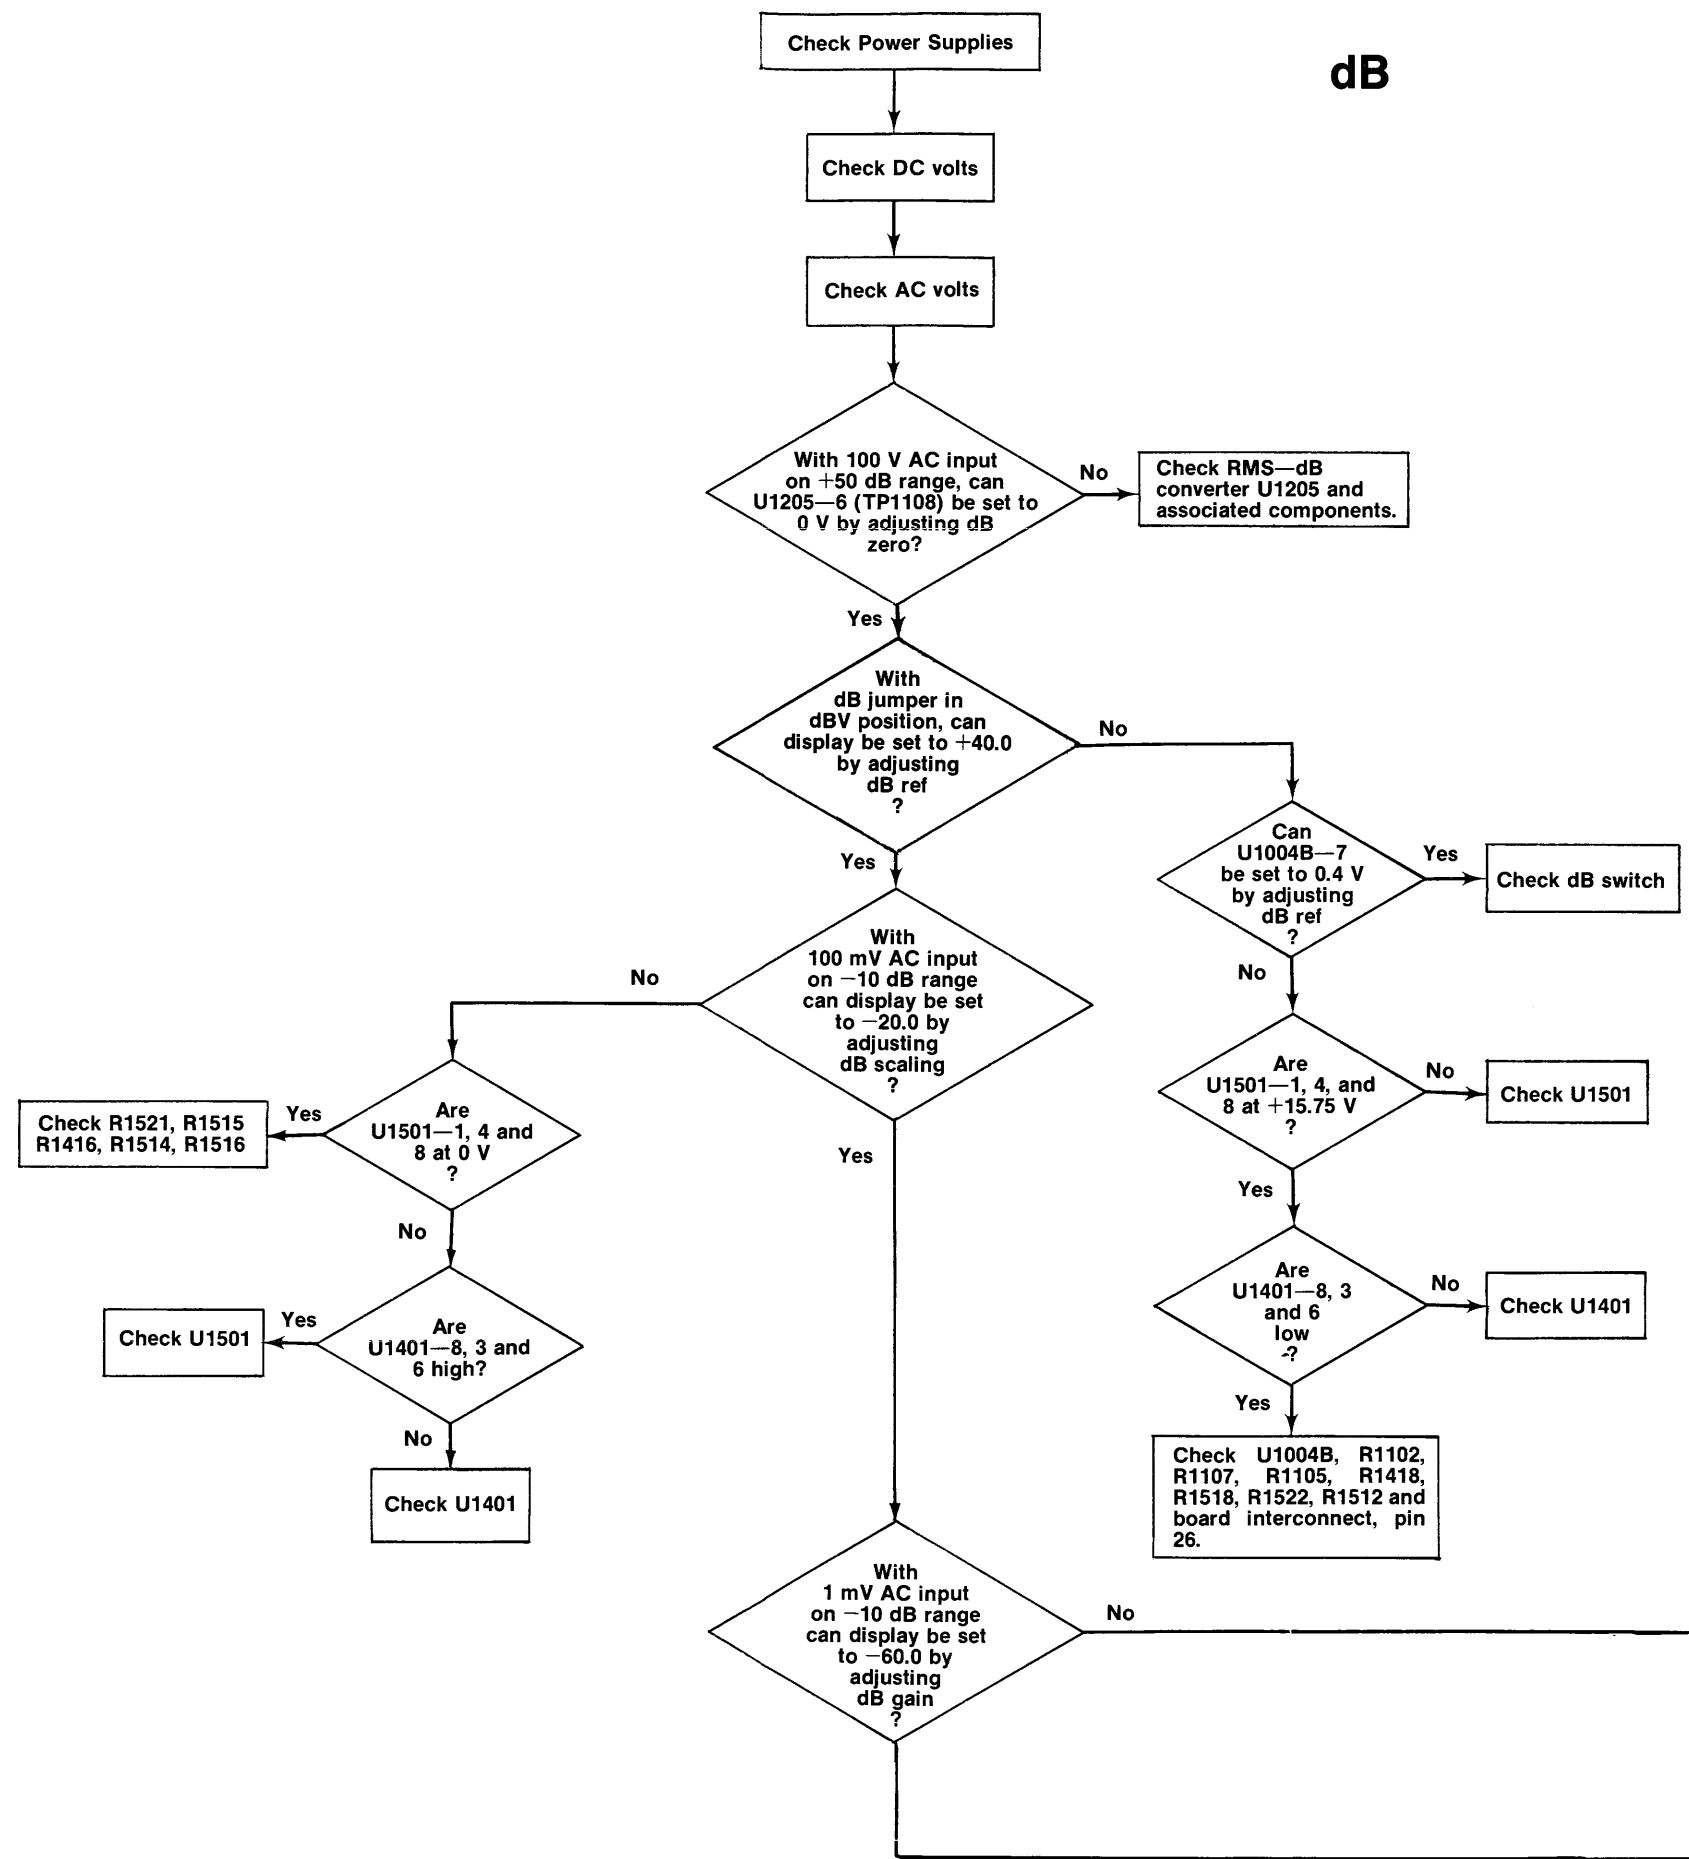 Check Power Supplies
dB
Check DC volts
Check AC volts
With 100 V AC input
on +50 dB range, can
U1205—6 (TP1108) be set to
0 V by adjusting dB
zero?
No
Check RMS—dB
converter U1205 and
associated components.
Yes
With
dB jumper in
dBV position, can
display be set to +40.0
by adjusting
dB ref
?
No
Yes
Can
U1004B—7
be set to 0.4 V
by adjusting
dB ref
?
Yes
Check dB switch
No
With
100 mV AC input
on —10 dB range
can display be set
to —20.0 by
adjusting
dB scaling
?
No
Yes
Are
U1501—1, 4, and
8 at +15.75 V
?
No
Check U1501
Yes
Are
U1501—1, 4 and
8 at 0 V
?
Yes
Check R1521, R1515
R1416, R1514, R1516
No
Are
U1401—8, 3 and
6 high?
Yes
Check U1501
No
Check U1401
Are
U1401—8, 3
and 6
low
?
No
Check U1401
Yes
Check U1004B, R1102,
R1107, R1105, R1418,
R1518, R1522, R1512 and
board interconnect, pin
26.
With
1 mV AC input
on —10 dB range
can display be set
to —60.0 by
adjusting
dB gain
?
No